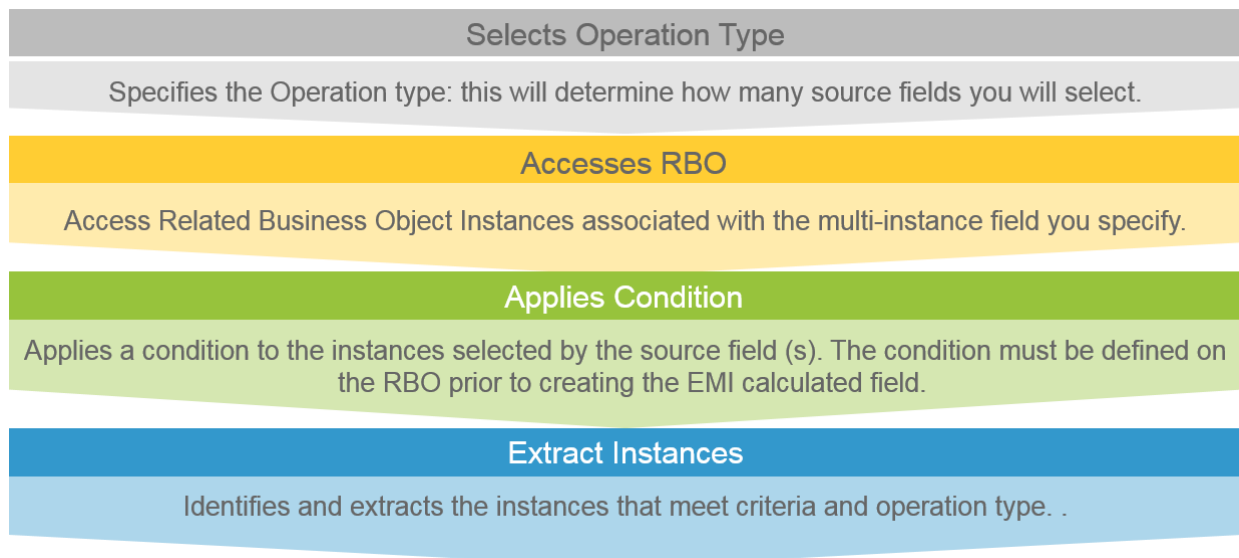 Selects Operation Type
Specifies the Operation type: this will determine how many source fields you will select.
Accesses RBO
Access Related Business Object Instances associated with the multi-instance field you specify.
Applies Condition
Applies a condition to the instances selected by the source field (s). The condition must be defined on
the RBO prior to creating the EMI calculated field.
Extract Instances
Identifies and extracts the instances that meet criteria and operation type. .